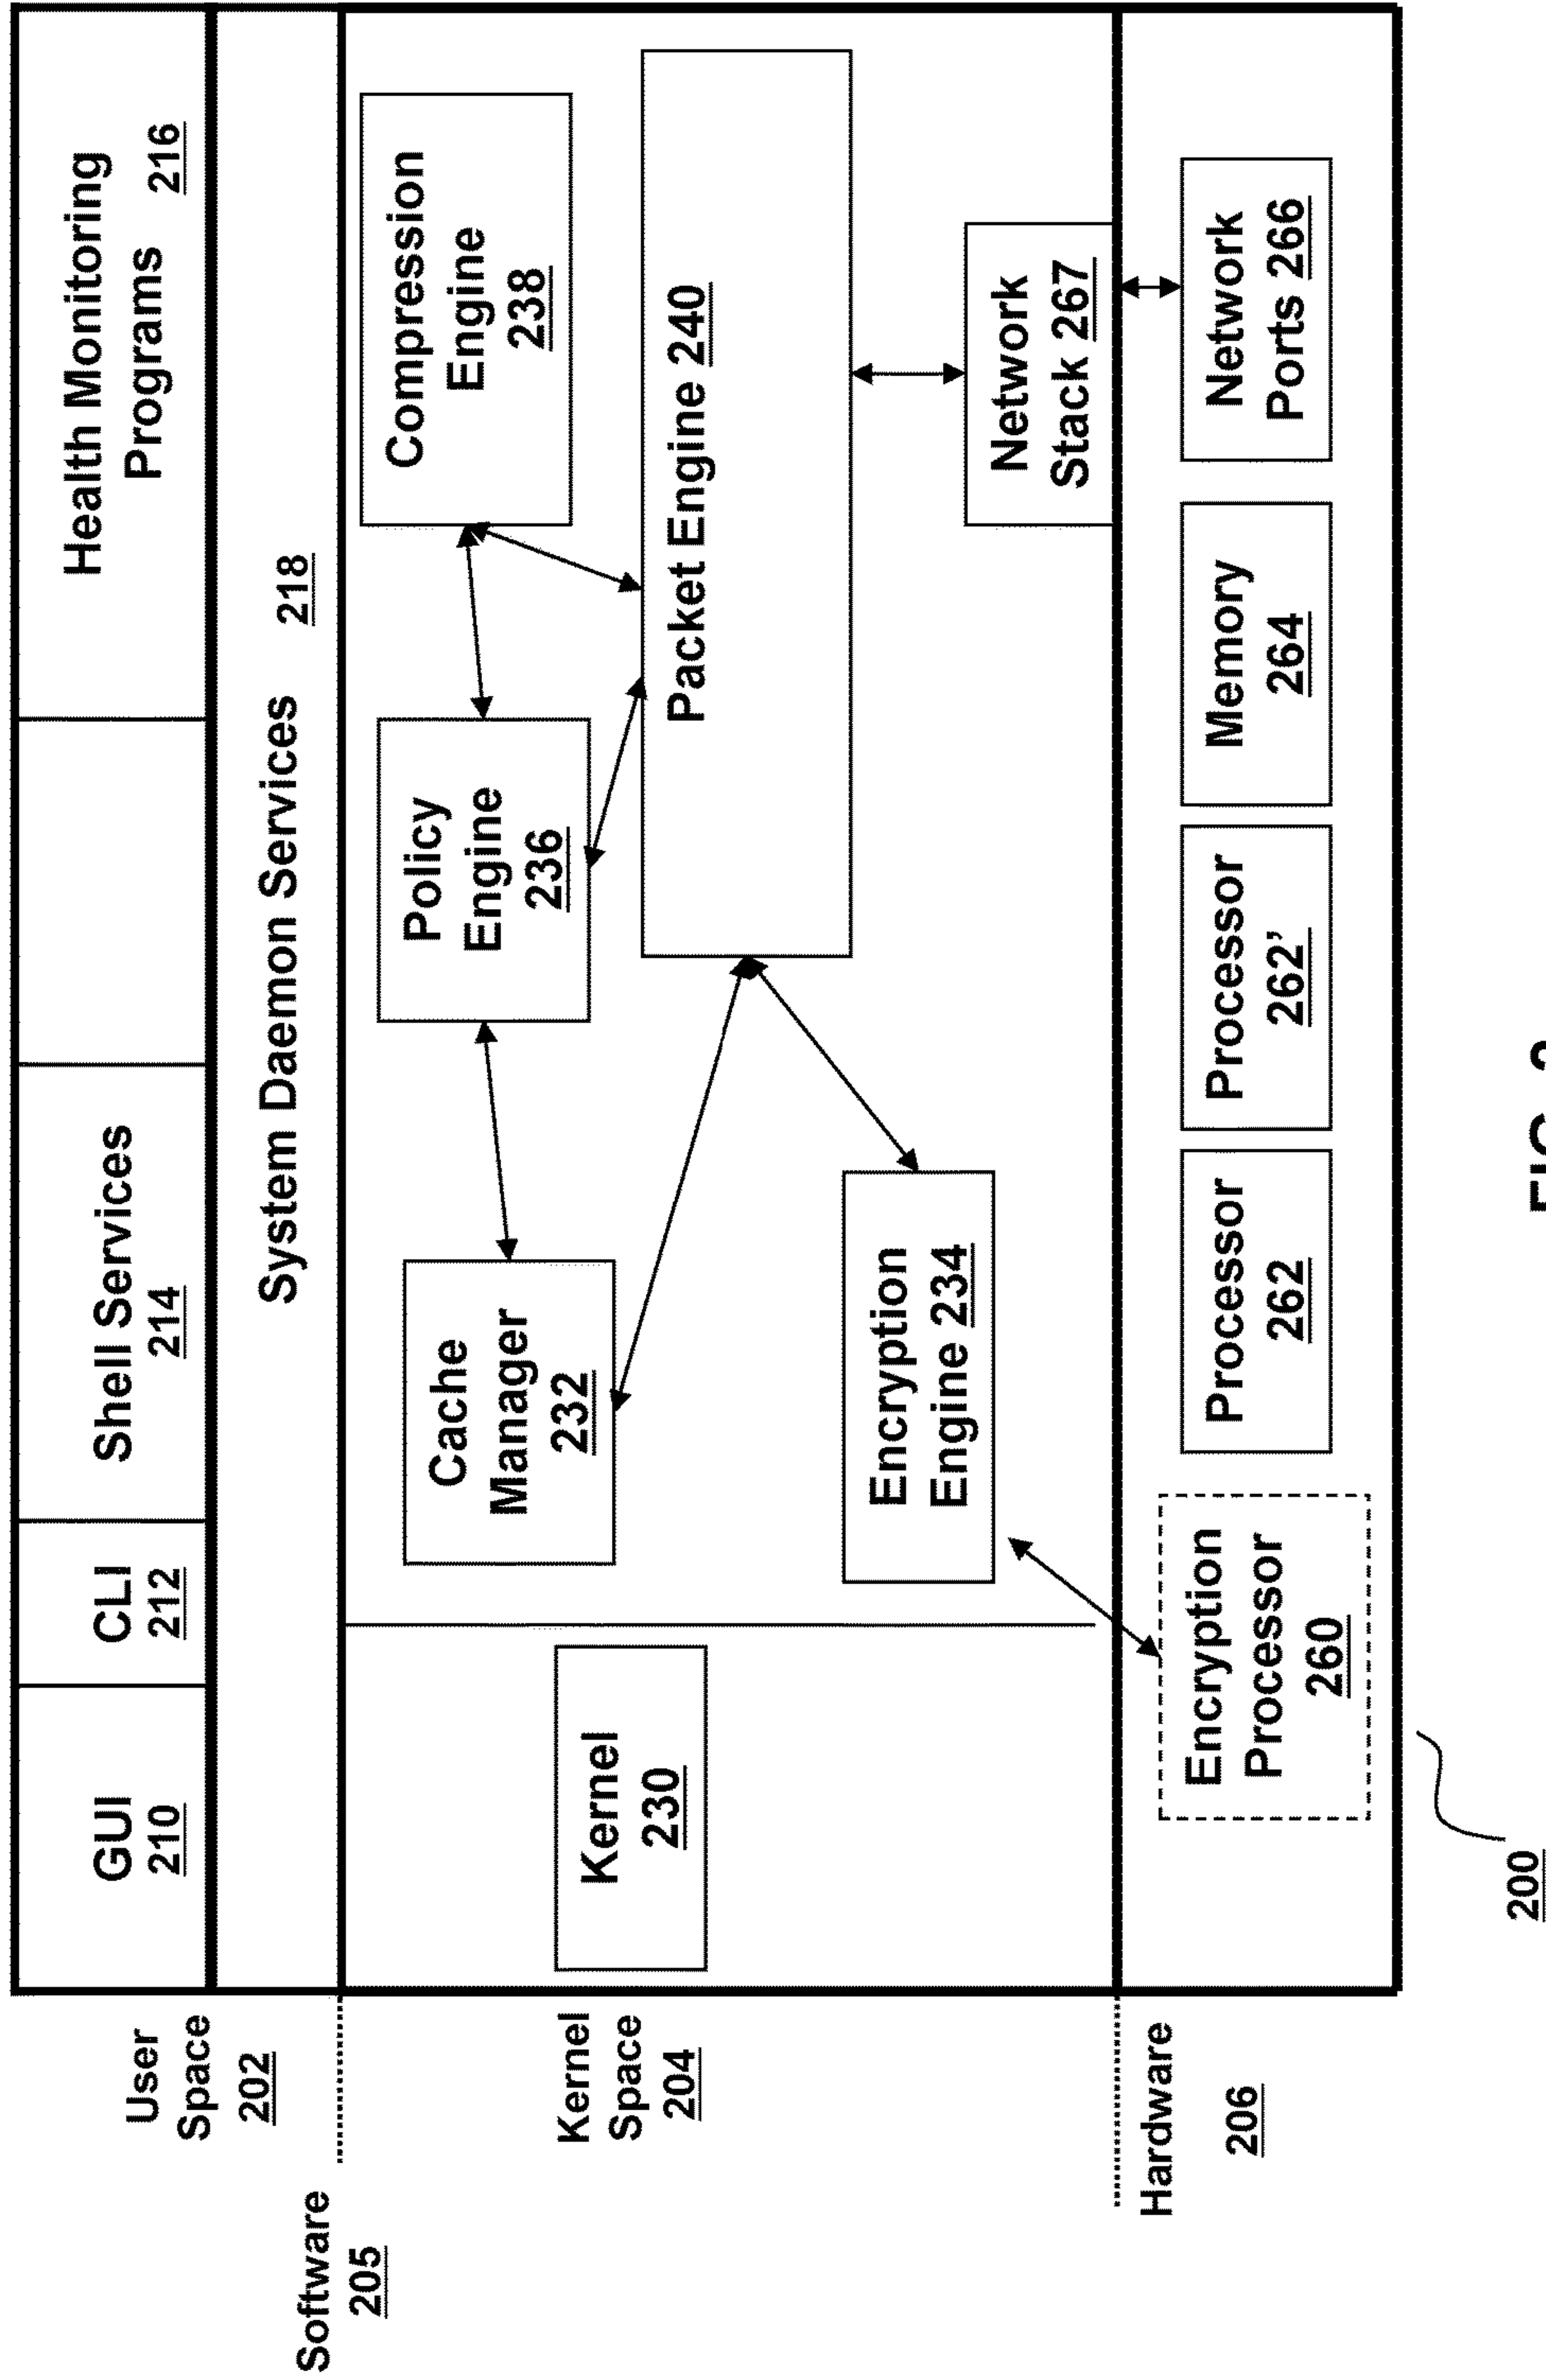 GUI
210
CLI
212
Shell Services
214
Health Monitoring
Programs 216
User
Space
202
System Daemon Services 218
Software
205
Kernel
Space
204
Kernel
230
Cache
Manager
232
Policy
Engine
236
Compression
Engine
238
Packet Engine 240
Encryption
Engine 234
Network
Stack 267
Hardware
206
Encryption
Processor
260
Processor
262
Processor
262’
Memory
264
Network
Ports 266
200